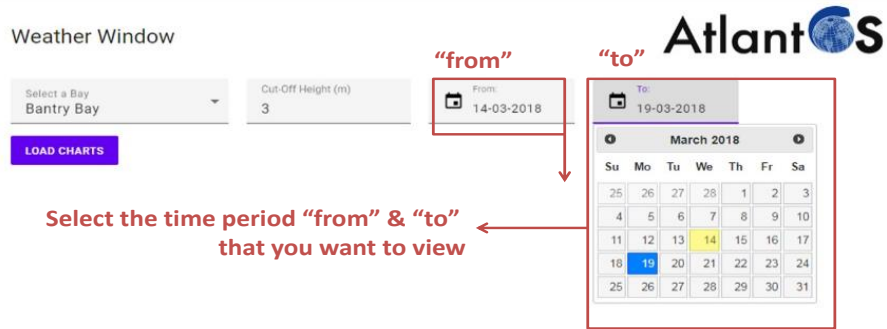 AtlantOS
Weather Window
“from”
“to”
Select a Bay
Bantry Bay
Cut-Off Height (m)
3
From:
14-03-2018
To:
19-03-2018
LOAD CHARTS
March 2018
Su Mo Tu We Th Fr Sa
25 26 27 28 1 2 3
4 5 6 7 8 9 10
11 12 13 14 15 16 17
18 19 20 21 22 23 24
25 26 27 28 29 30 31
Select the time period “from” & “to”
that you want to view